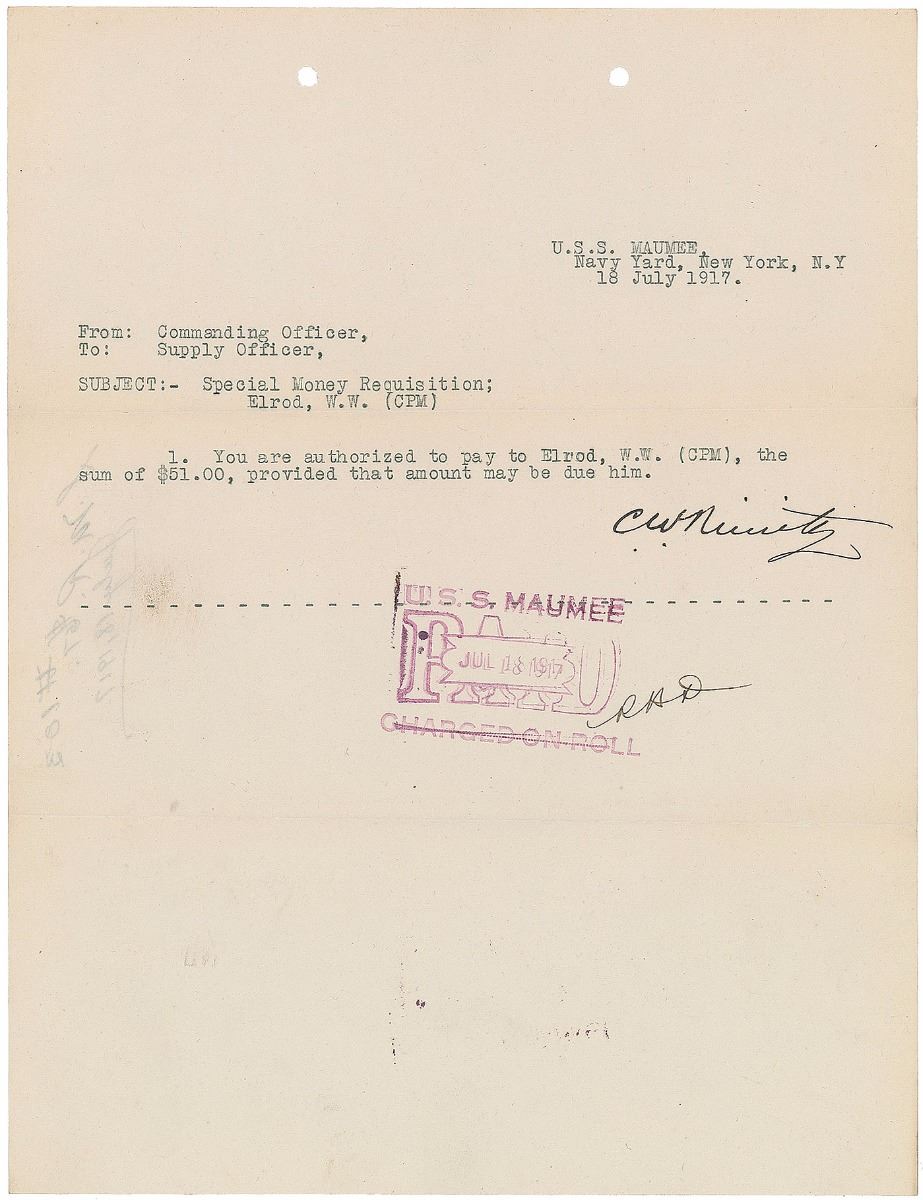 U.S.S. MAUMEE,
Navy Yard, New York, N.Y
18 July 1917.
From: Commanding Officer,
To: Supply Officer,
SUBJECT:- Special Money Requisition;
Elrod, W.W. (CPM)
1. You are authorized to pay to Elrod, W.W. (CPM), the
sum of $51.00, provided that amount may be due him.
CW Nimitz
U.S.S. MAUMEE
PAID
JUL 18 1917
RAD
CHARGED ON ROLL